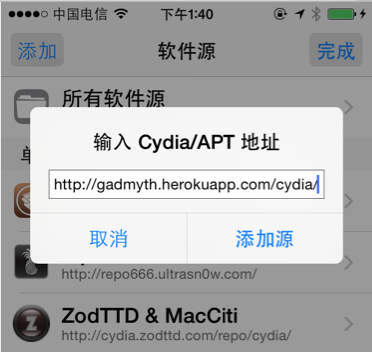 中国电信 下午1:40
添加 软件源 完成
所有软件源
输入 Cydia/APT 地址
http://gadmyth.herokuapp.com/cydia/
取消 添加源
http://repo666.ultrasn0w.com/
ZodTTD & MacCiti
http://cydia.zodttd.com/repo/cydia/